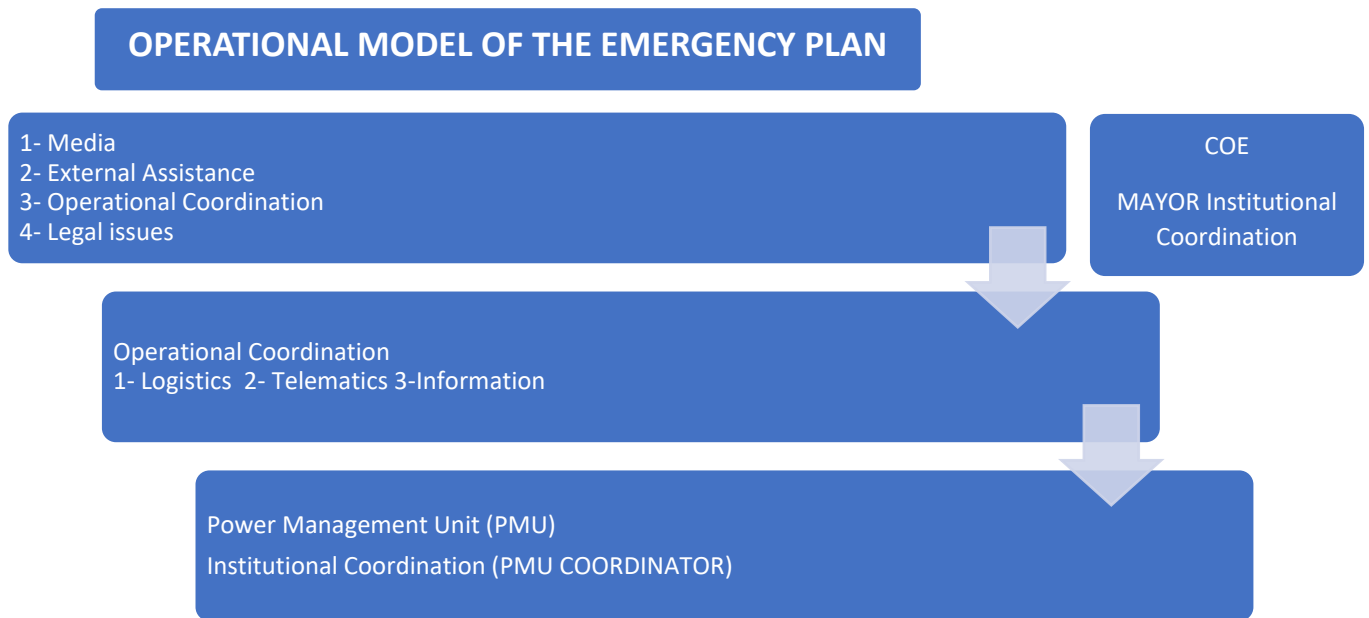 OPERATIONAL MODEL OF THE EMERGENCY PLAN
1- Media
2- External Assistance
3- Operational Coordination
4- Legal issues
COE
MAYOR Institutional
Coordination
Operational Coordination
1- Logistics  2- Telematics 3-Information
Power Management Unit (PMU)
Institutional Coordination (PMU COORDINATOR)